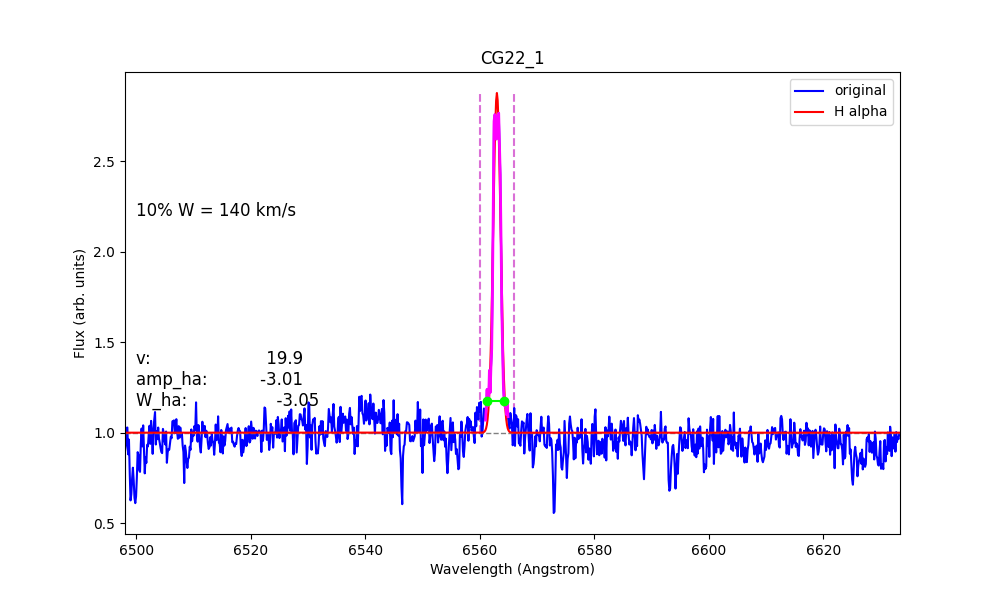 CG22_1
original
H alpha
10% W = 140 km/s
v: 19.9
amp_ha: -3.01
W_ha: -3.05
Flux (arb. units)
2.5
2.0
1.5
1.0
0.5
6500 6520 6540 6560 6580 6600 6620
Wavelength (Angstrom)